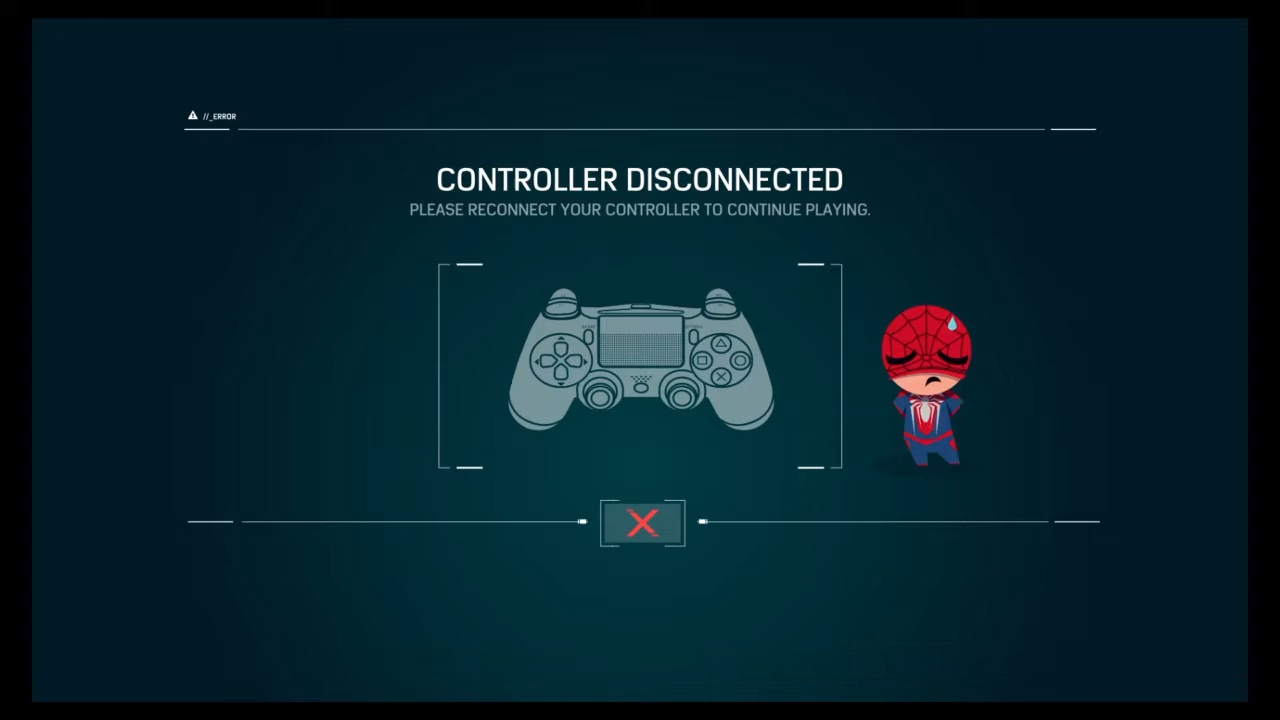 //_ERROR
CONTROLLER DISCONNECTED
PLEASE RECONNECT YOUR CONTROLLER TO CONTINUE PLAYING.